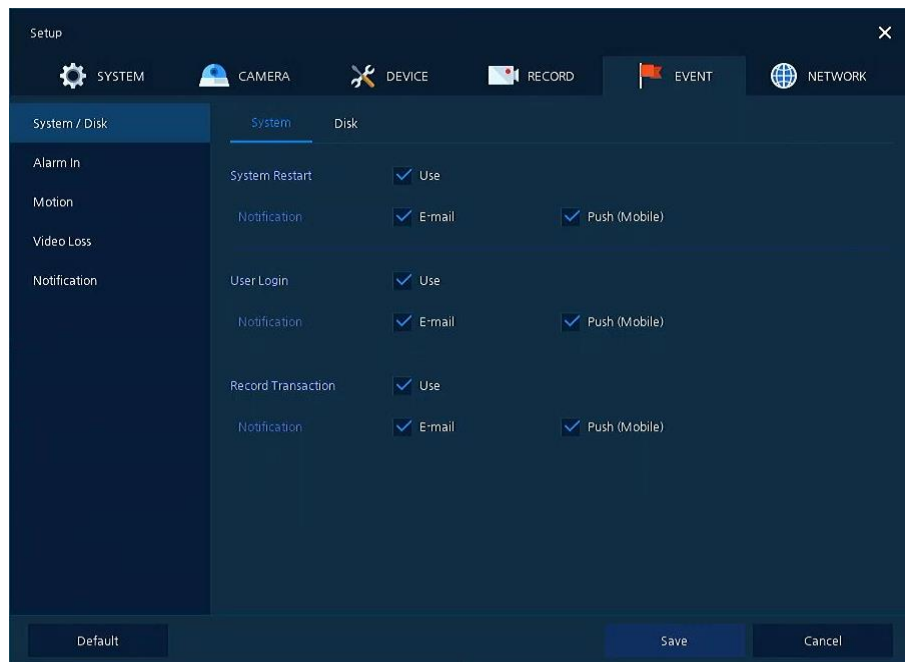 Setup
SYSTEM CAMERA DEVICE RECORD EVENT NETWORK
System / Disk
Alarm In
Motion
Video Loss
Notification
System Disk
System Restart Use
Notification E-mail Push (Mobile)
User Login Use
Notification E-mail Push (Mobile)
Record Transaction Use
Notification E-mail Push (Mobile)
Default Save Cancel